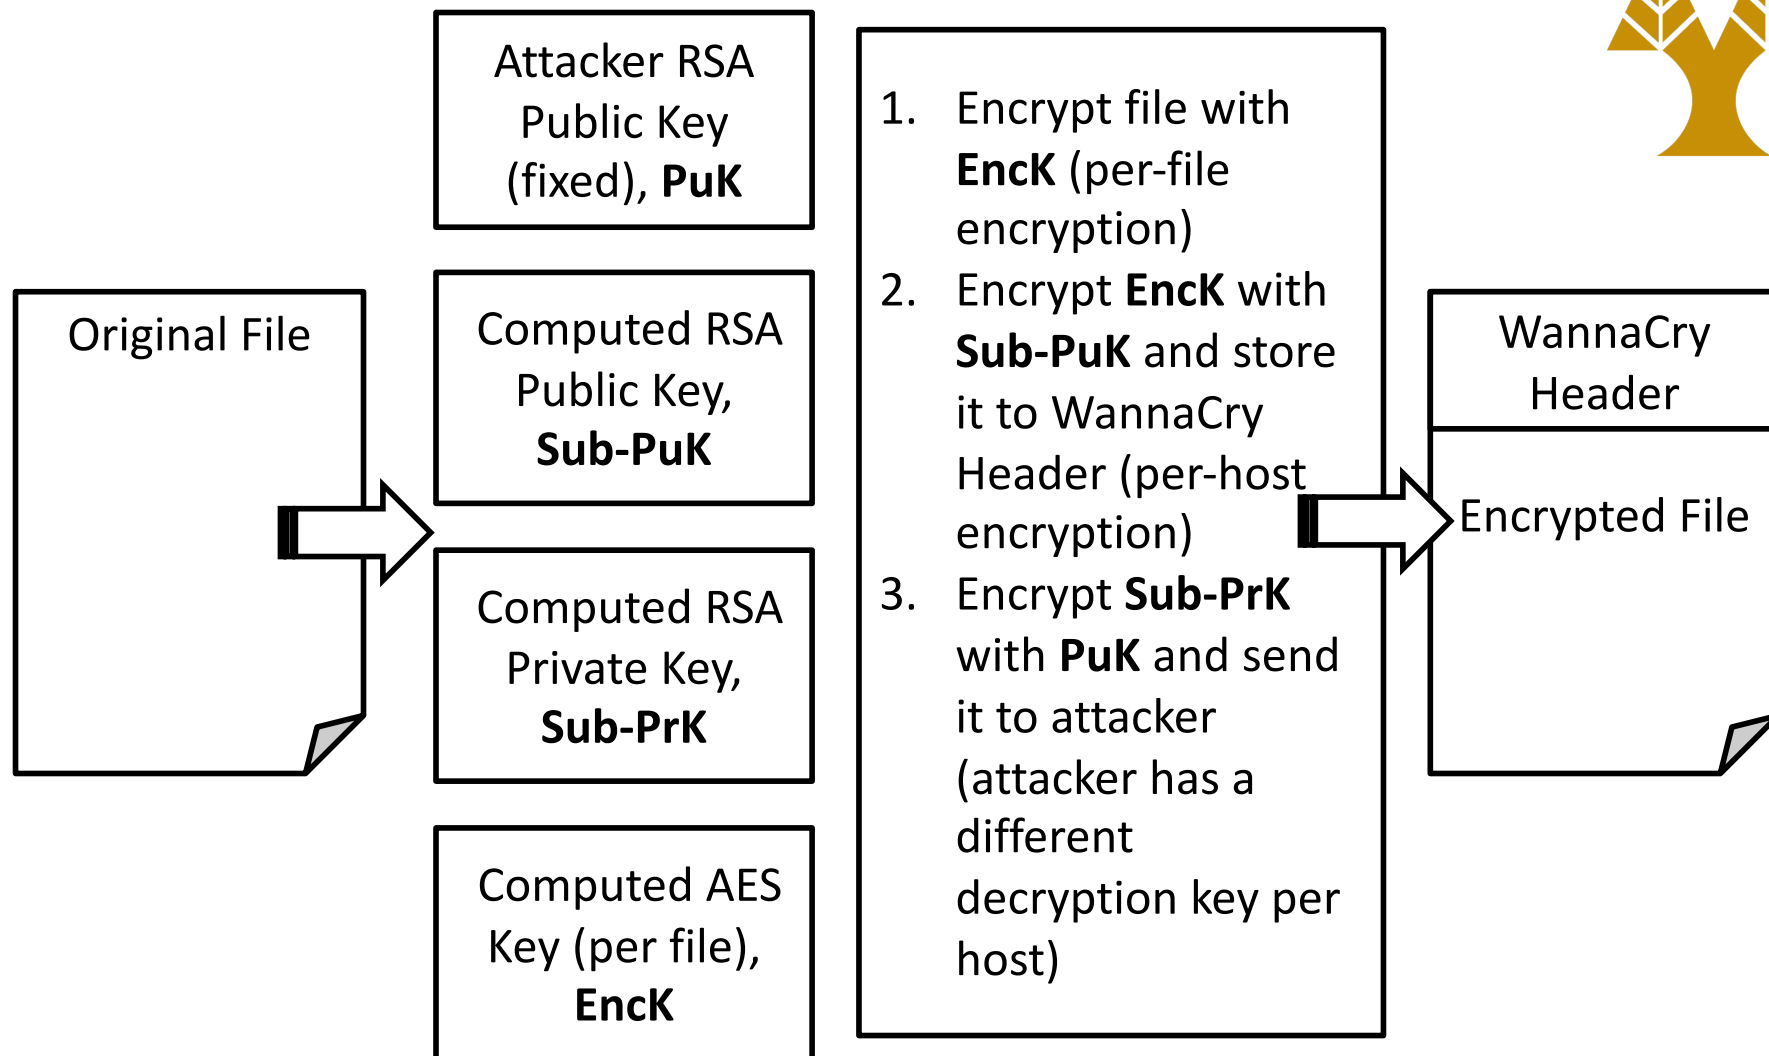 Original File
Attacker RSA
Public Key
(fixed), PuK
Computed RSA
Public Key,
Sub-PuK
Computed RSA
Private Key,
Sub-PrK
Computed AES
Key (per file),
EncK
1. Encrypt file with
EncK (per-file
encryption)
2. Encrypt EncK with
Sub-PuK and store
it to WannaCry
Header (per-host
encryption)
3. Encrypt Sub-PrK
with PuK and send
it to attacker
(attacker has a
different
decryption key per
host)
WannaCry
Header
Encrypted File